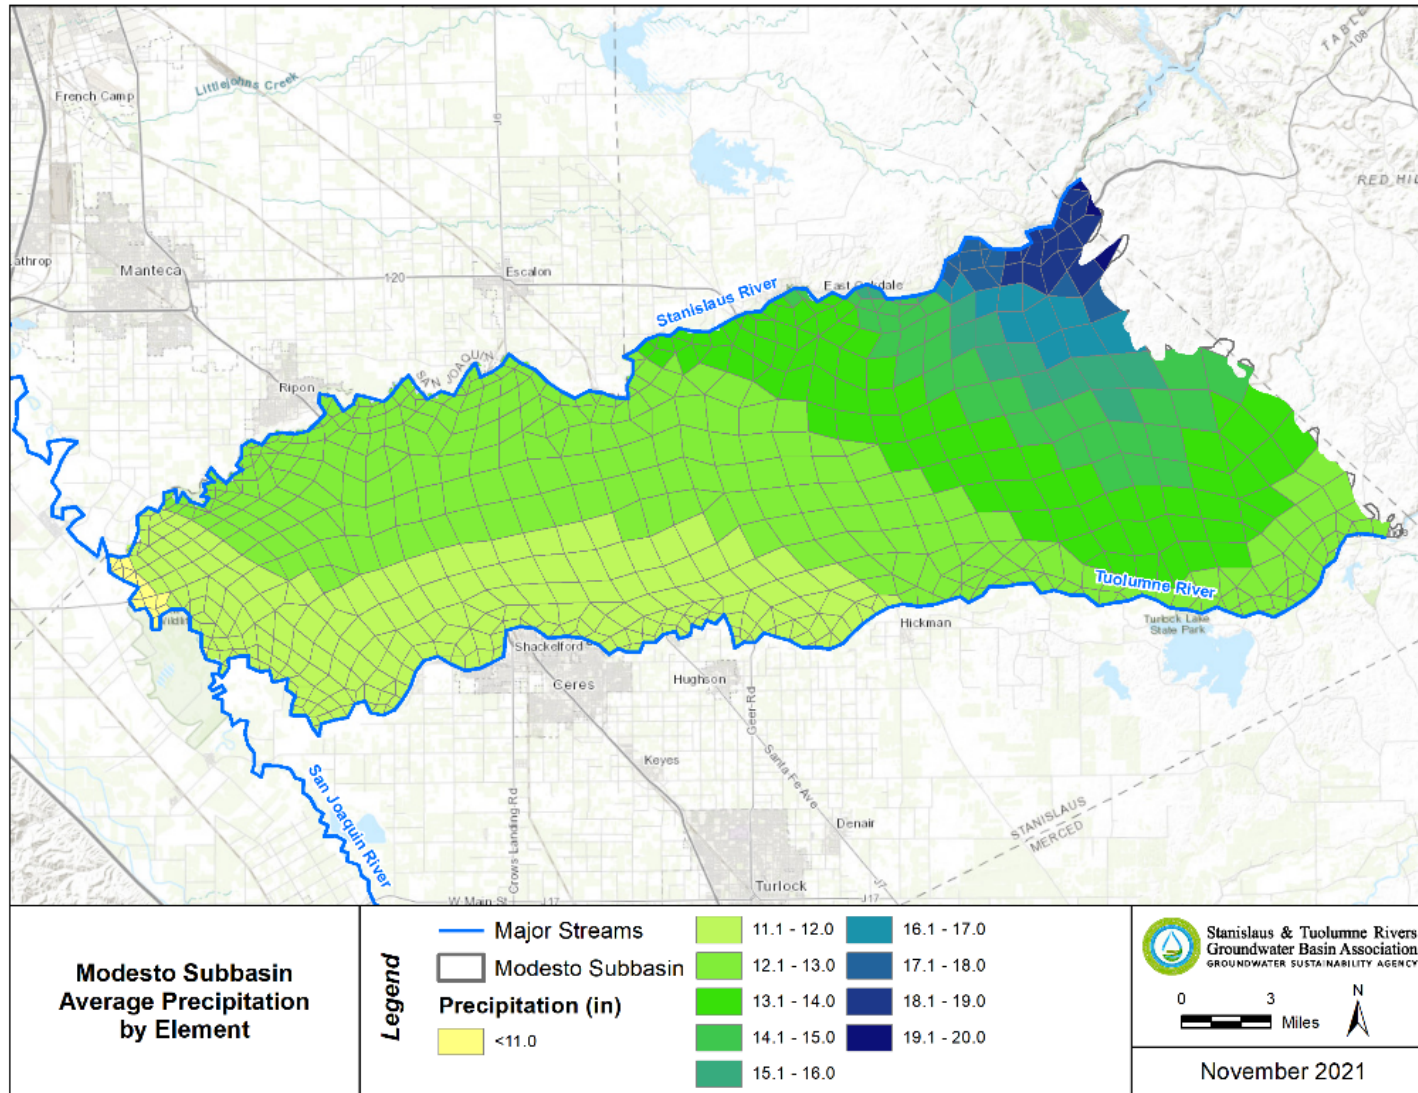 TABLE
108
Littlejohns Creek
French Camp
J6
RED HIL
athrop
Manteca
120
Escalon
East Oakdale
Stanislaus River
SAN JOAQUIN
Ripon
Tuolumne River
Hickman
Turlock Lake
State Park
Shackelford
Ceres
Hughson
Geer Rd
Keyes
Santa Fe Ave
San Joaquin River
Crows Landing Rd
Denair
STANISLAUS
MERCED
Turlock
J7
W Main St
J17
J17
Modesto Subbasin
Average Precipitation
by Element
Legend
Major Streams
Modesto Subbasin
Precipitation (in)
<11.0
11.1 - 12.0
12.1 - 13.0
13.1 - 14.0
14.1 - 15.0
15.1 - 16.0
16.1 - 17.0
17.1 - 18.0
18.1 - 19.0
19.1 - 20.0
Stanislaus & Tuolumne Rivers
Groundwater Basin Association
GROUNDWATER SUSTAINABILITY AGENCY
0 3
Miles
N
November 2021